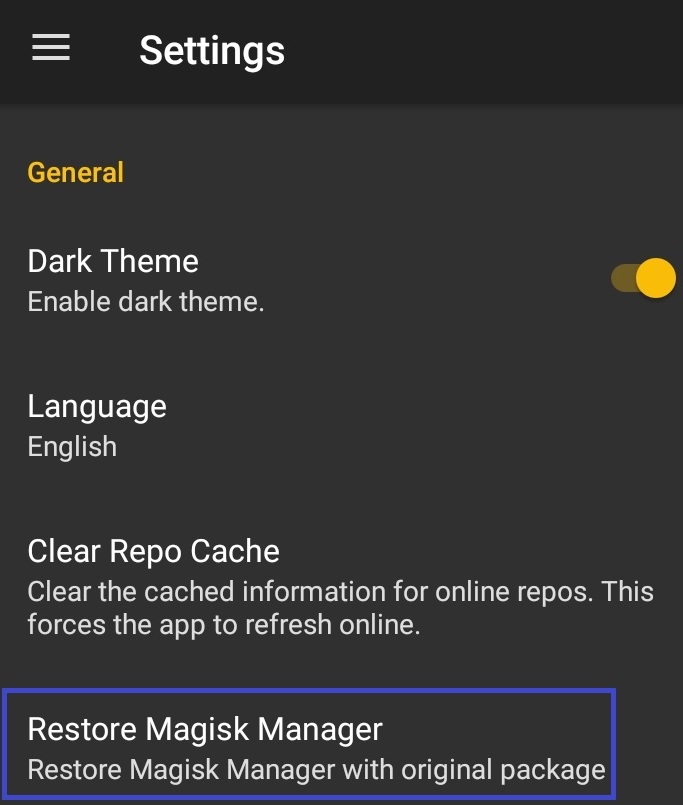 Settings
General
Dark Theme
Enable dark theme.
Language
English
Clear Repo Cache
Clear the cached information for online repos. This
forces the app to refresh online.
Restore Magisk Manager
Restore Magisk Manager with original package